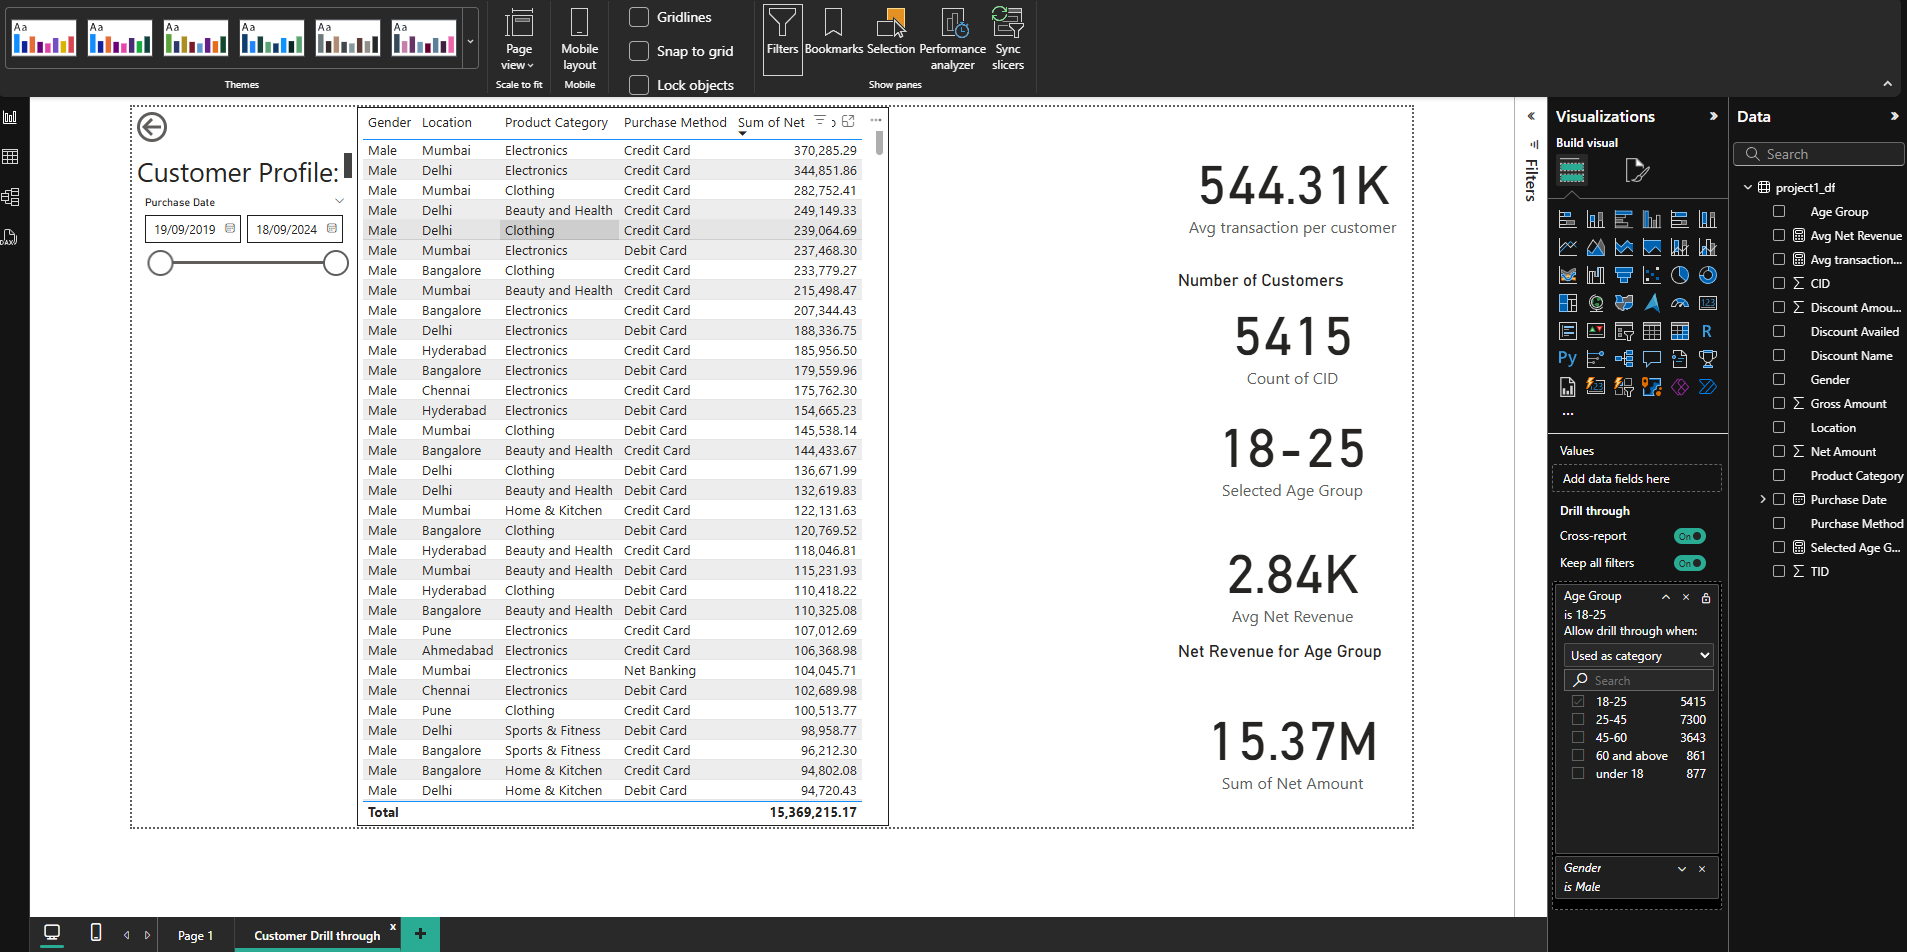 Aa Aa Aa Aa Aa Aa
Themes
Page view
Scale to fit
Mobile layout
Mobile
Gridlines
Snap to grid
Lock objects
Filters
Bookmarks
Selection
Performance analyzer
Sync slicers
Show panes
Customer Profile:
Purchase Date
19/09/2019 18/09/2024
Gender Location Product Category Purchase Method Sum of Net
Male Mumbai Electronics Credit Card 370,285.29
Male Delhi Electronics Credit Card 344,851.86
Male Mumbai Clothing Credit Card 282,752.41
Male Delhi Beauty and Health Credit Card 249,149.33
Male Delhi Clothing Credit Card 239,064.69
Male Mumbai Electronics Debit Card 237,468.30
Male Bangalore Clothing Credit Card 233,779.27
Male Mumbai Beauty and Health Credit Card 215,498.47
Male Bangalore Electronics Credit Card 207,344.43
Male Delhi Electronics Debit Card 188,336.75
Male Hyderabad Electronics Credit Card 185,956.50
Male Bangalore Electronics Debit Card 179,559.96
Male Chennai Electronics Credit Card 175,762.30
Male Hyderabad Electronics Debit Card 154,665.23
Male Mumbai Clothing Debit Card 145,538.14
Male Bangalore Beauty and Health Credit Card 144,433.67
Male Delhi Clothing Debit Card 136,671.99
Male Delhi Beauty and Health Debit Card 132,619.83
Male Mumbai Home & Kitchen Credit Card 122,131.63
Male Bangalore Clothing Debit Card 120,769.52
Male Hyderabad Beauty and Health Credit Card 118,046.81
Male Mumbai Beauty and Health Debit Card 115,231.93
Male Hyderabad Clothing Debit Card 110,418.22
Male Bangalore Beauty and Health Debit Card 110,325.08
Male Pune Electronics Credit Card 107,012.69
Male Ahmedabad Electronics Credit Card 106,368.98
Male Mumbai Electronics Net Banking 104,045.71
Male Chennai Electronics Debit Card 102,689.98
Male Pune Clothing Credit Card 100,513.77
Male Delhi Sports & Fitness Debit Card 98,958.77
Male Bangalore Sports & Fitness Credit Card 96,212.30
Male Bangalore Home & Kitchen Credit Card 94,802.08
Male Delhi Home & Kitchen Debit Card 94,720.43
Total 15,369,215.17
544.31K
Avg transaction per customer
Number of Customers
5415
Count of CID
18-25
Selected Age Group
2.84K
Avg Net Revenue
Net Revenue for Age Group
15.37M
Sum of Net Amount
Filters
Visualizations
Build visual
123
R
Py
...
Values
Add data fields here
Drill through
Cross-report On
Keep all filters On
Age Group
is 18-25
Allow drill through when:
Used as category
Search
18-25 5415
25-45 7300
45-60 3643
60 and above 861
under 18 877
Gender
is Male
Data
Search
project1_df
Age Group
Avg Net Revenue
Avg transaction...
CID
Discount Amou...
Discount Availed
Discount Name
Gender
Gross Amount
Location
Net Amount
Product Category
Purchase Date
Purchase Method
Selected Age G...
TID
Page 1
Customer Drill through x
+